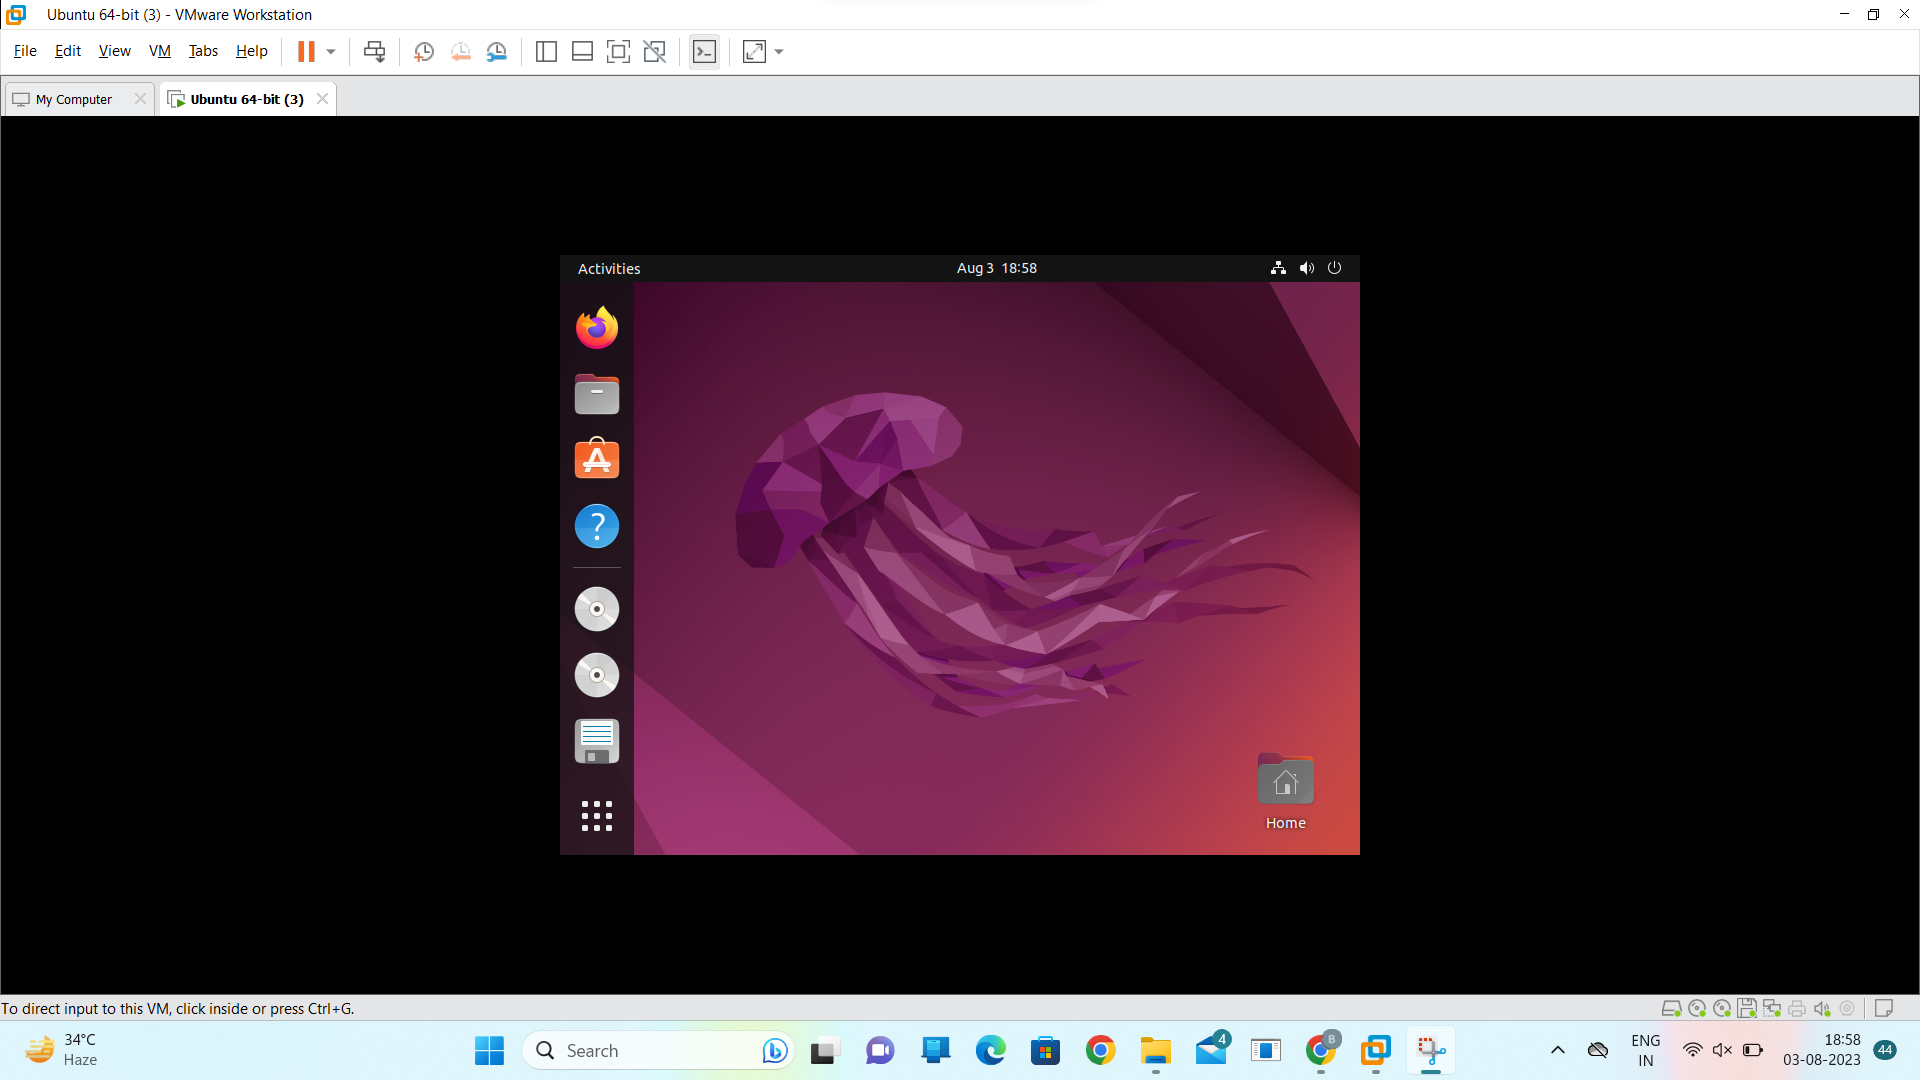 Ubuntu 64-bit (3) - VMware Workstation
File Edit View VM Tabs Help
My Computer
Ubuntu 64-bit (3)
Activities
Aug 3 18:58
?
Home
To direct input to this VM, click inside or press Ctrl+G.
34°C
Haze
Search
4
B
ENG
IN
18:58
03-08-2023
44